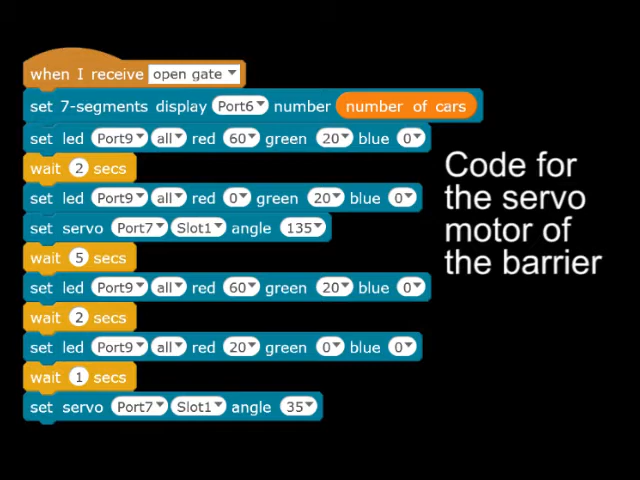 when I receive open gate
set 7-segments display Port6 number number of cars
set led Port9 all red 60 green 20 blue 0
wait 2 secs
set led Port9 all red 0 green 20 blue 0
set servo Port7 Slot1 angle 135
wait 5 secs
set led Port9 all red 60 green 20 blue 0
wait 2 secs
set led Port9 all red 20 green 0 blue 0
wait 1 secs
set servo Port7 Slot1 angle 35
Code for
the servo
motor of
the barrier